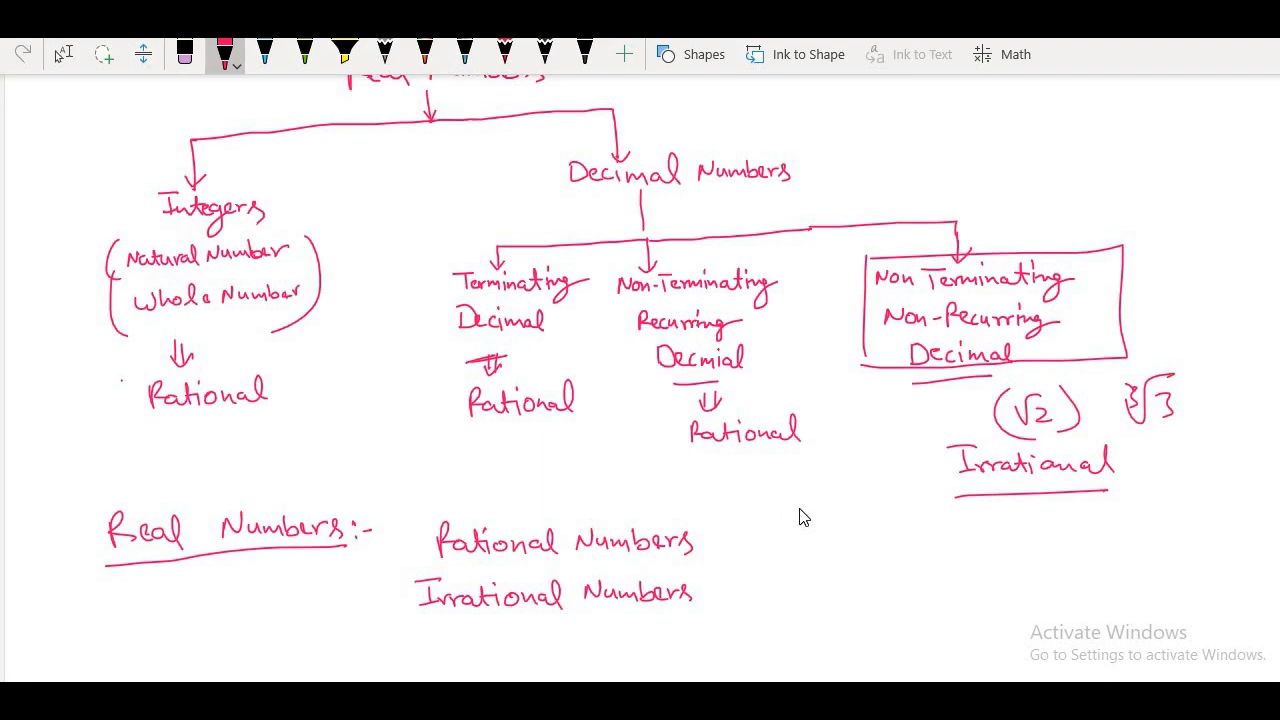 Shapes Ink to Shape Ink to Text Math
Decimal Numbers
Integers
(Natural Number
Whole Number)
Terminating
Decimal
Non-Terminating
Recurring
Decmial
Non Terminating
Non-Recurring
Decimal
Rational
Rational
Rational
(√2) ∛3
Irrational
Real Numbers:-
Rational Numbers
Irrational Numbers
Activate Windows
Go to Settings to activate Windows.